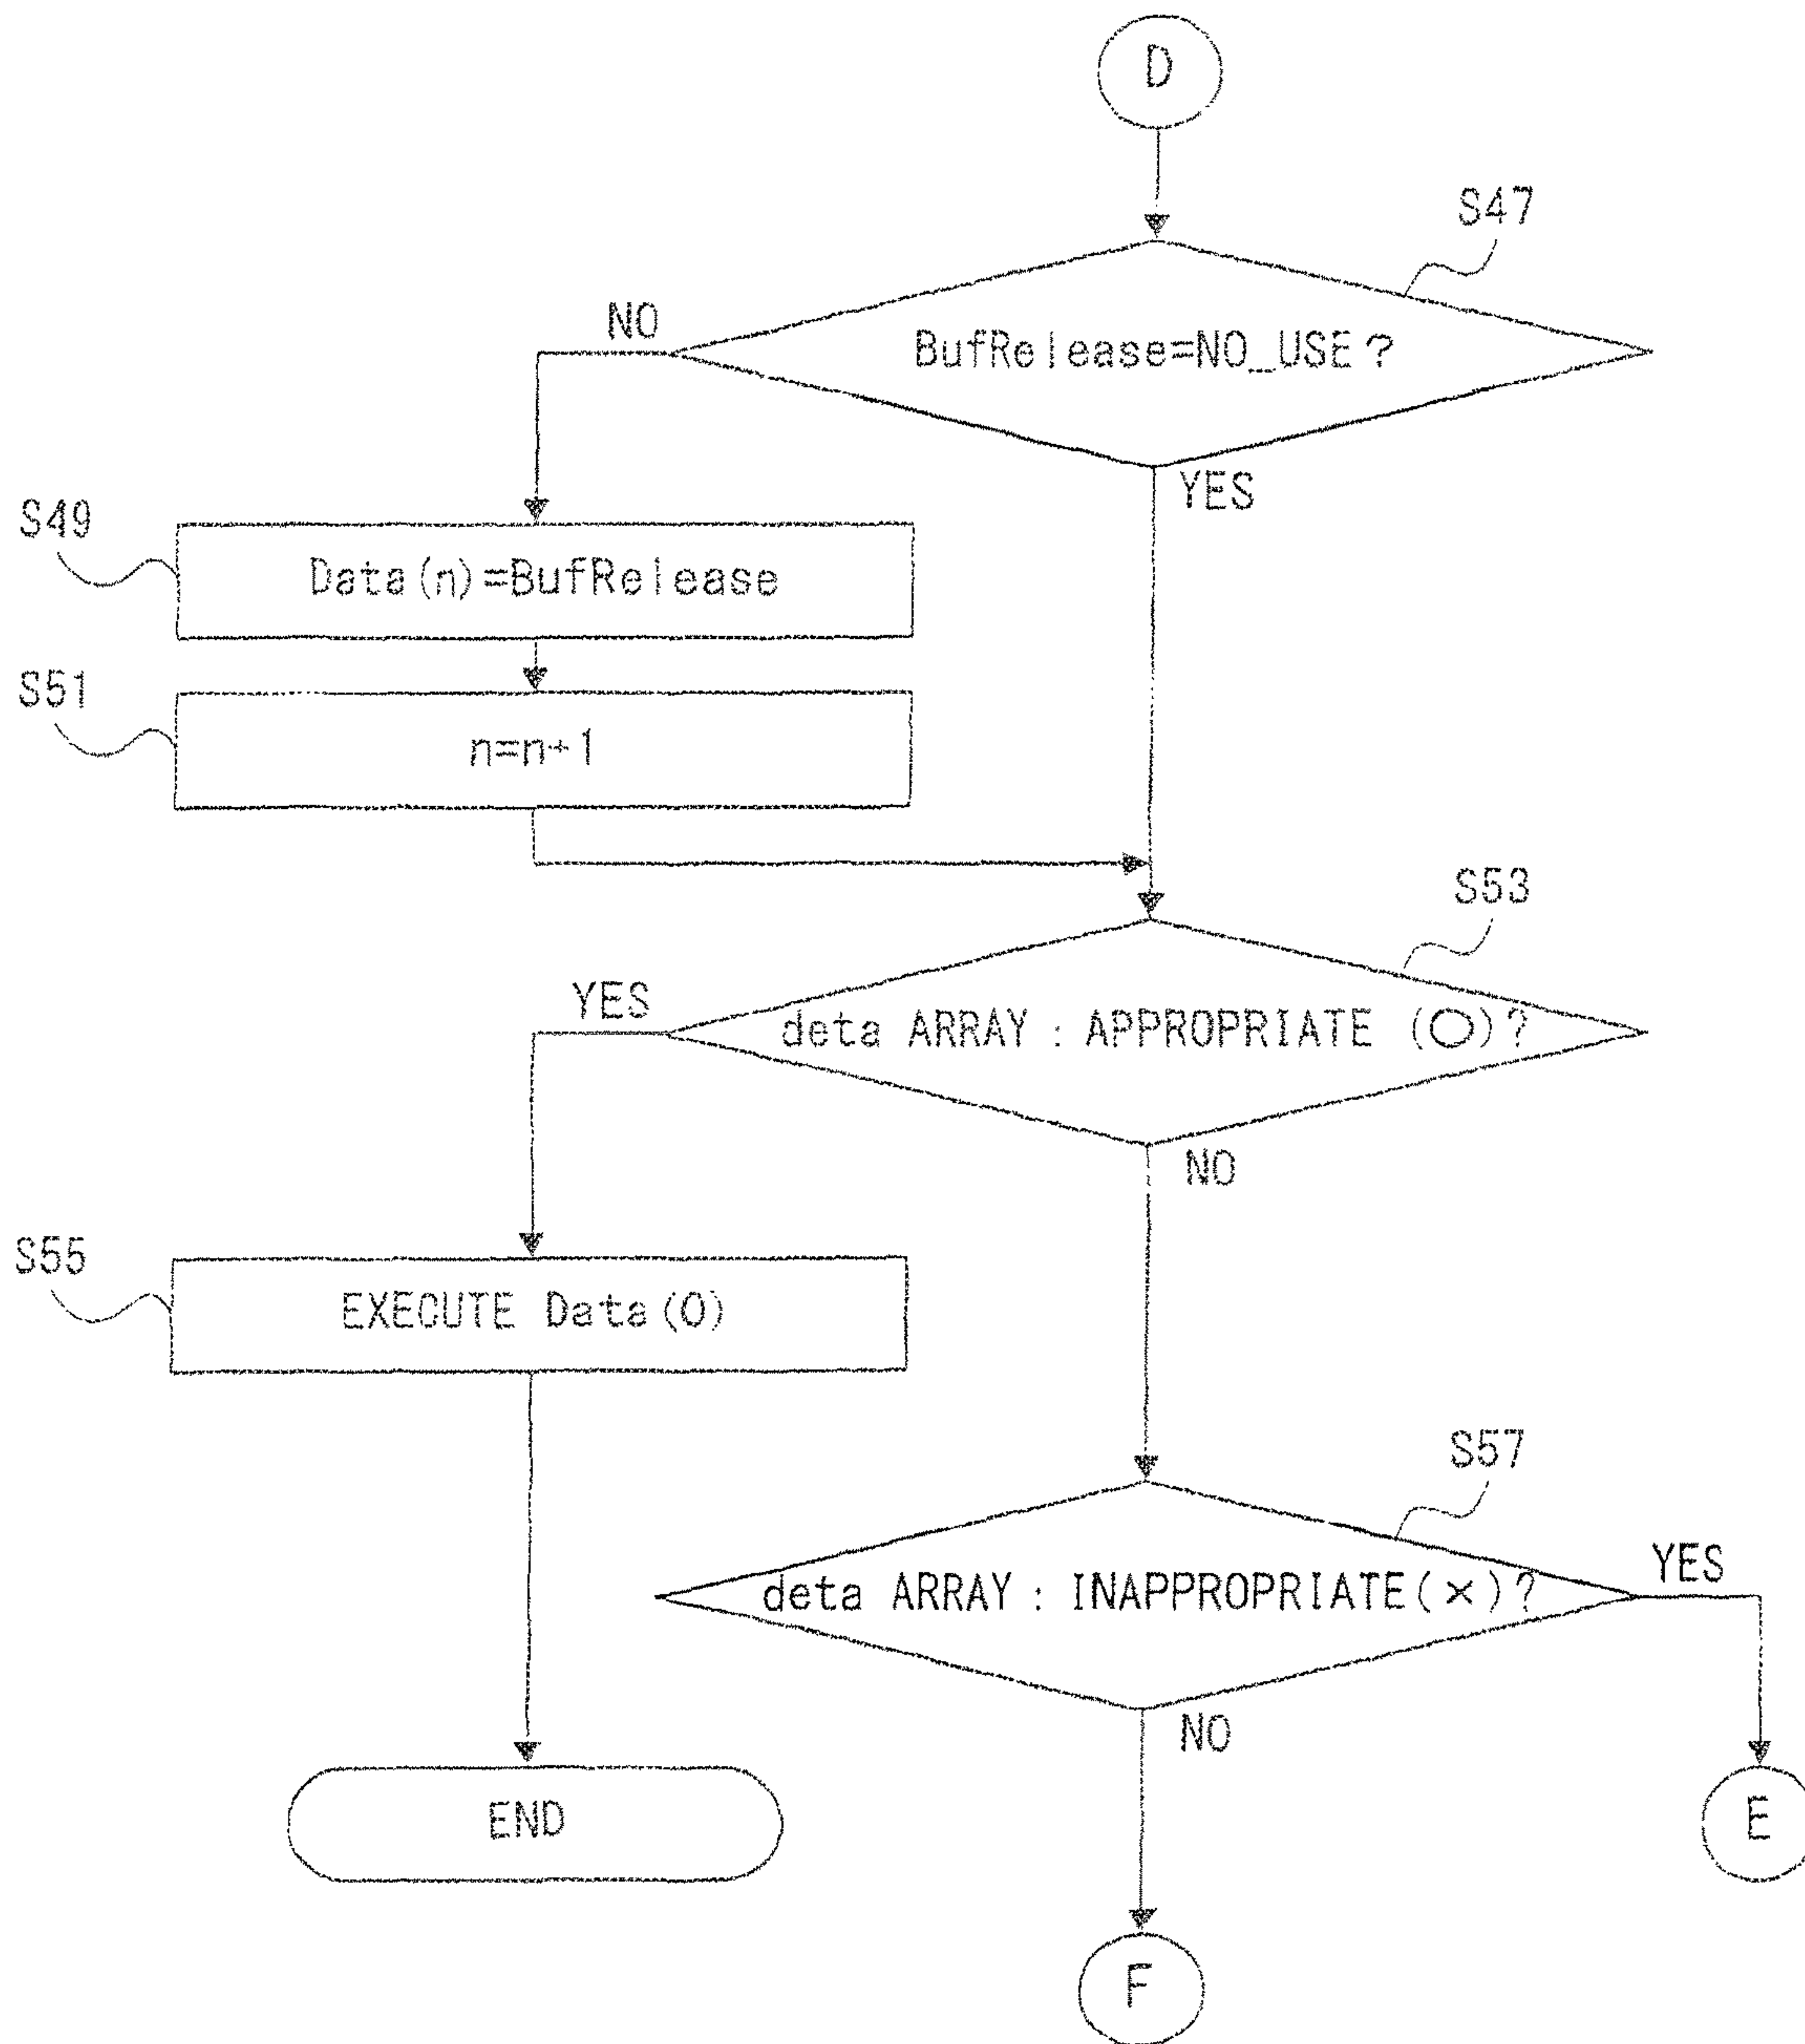 D
S47
BufRelease=NO_USE?
NO
YES
S49
Data(n)=BufRelease
S51
n=n+1
S53
deta ARRAY : APPROPRIATE (○)?
YES
NO
S55
EXECUTE Data(0)
S57
deta ARRAY : INAPPROPRIATE(×)?
YES
NO
END
E
F